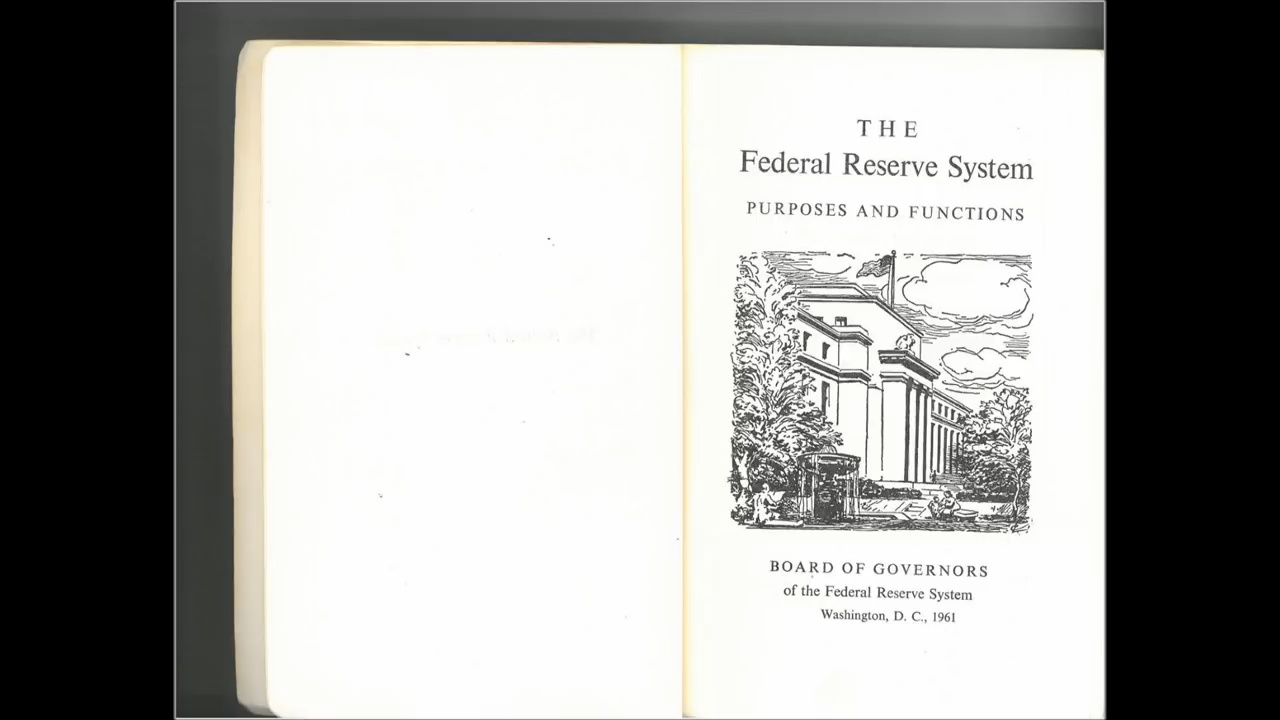 THE
Federal Reserve System
PURPOSES AND FUNCTIONS
BOARD OF GOVERNORS
of the Federal Reserve System
Washington, D. C., 1961